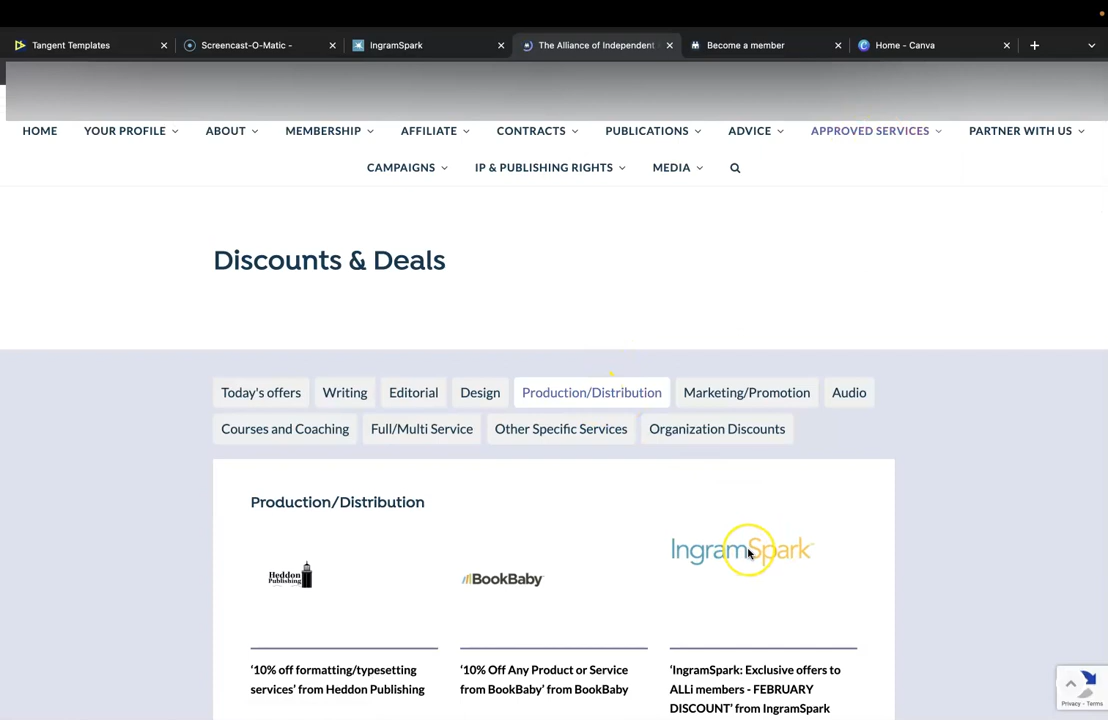 Tangent Templates
Screencast-O-Matic -
IngramSpark
The Alliance of Independent
Become a member
Home - Canva
HOME YOUR PROFILE ABOUT MEMBERSHIP AFFILIATE CONTRACTS PUBLICATIONS ADVICE APPROVED SERVICES PARTNER WITH US
CAMPAIGNS IP & PUBLISHING RIGHTS MEDIA
Discounts & Deals
Today's offers Writing Editorial Design Production/Distribution Marketing/Promotion Audio
Courses and Coaching Full/Multi Service Other Specific Services Organization Discounts
Production/Distribution
Heddon
Publishing
BookBaby
IngramSpark
‘10% off formatting/typesetting
services’ from Heddon Publishing
‘10% Off Any Product or Service
from BookBaby’ from BookBaby
‘IngramSpark: Exclusive offers to
ALLi members - FEBRUARY
DISCOUNT’ from IngramSpark
Privacy - Terms